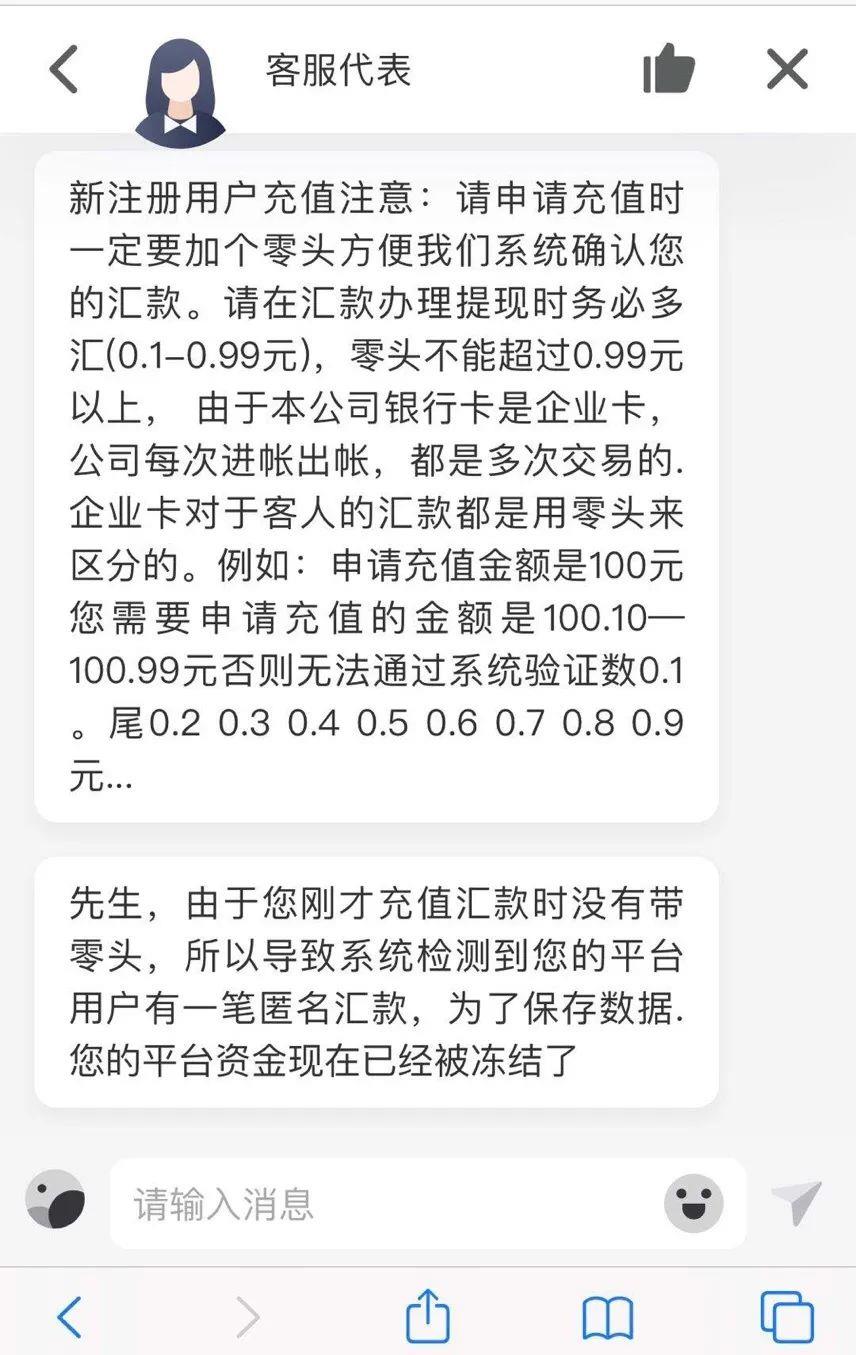 客服代表
新注册用户充值注意：请申请充值时
一定要加个零头方便我们系统确认您
的汇款。请在汇款办理提现时务必多
汇(0.1–0.99元)，零头不能超过0.99元
以上， 由于本公司银行卡是企业卡，
公司每次进帐出帐，都是多次交易的.
企业卡对于客人的汇款都是用零头来
区分的。例如：申请充值金额是100元
您需要申请充值的金额是100.10—
100.99元否则无法通过系统验证数0.1
。尾0.2 0.3 0.4 0.5 0.6 0.7 0.8 0.9
元...
先生，由于您刚才充值汇款时没有带
零头，所以导致系统检测到您的平台
用户有一笔匿名汇款，为了保存数据.
您的平台资金现在已经被冻结了
请输入消息